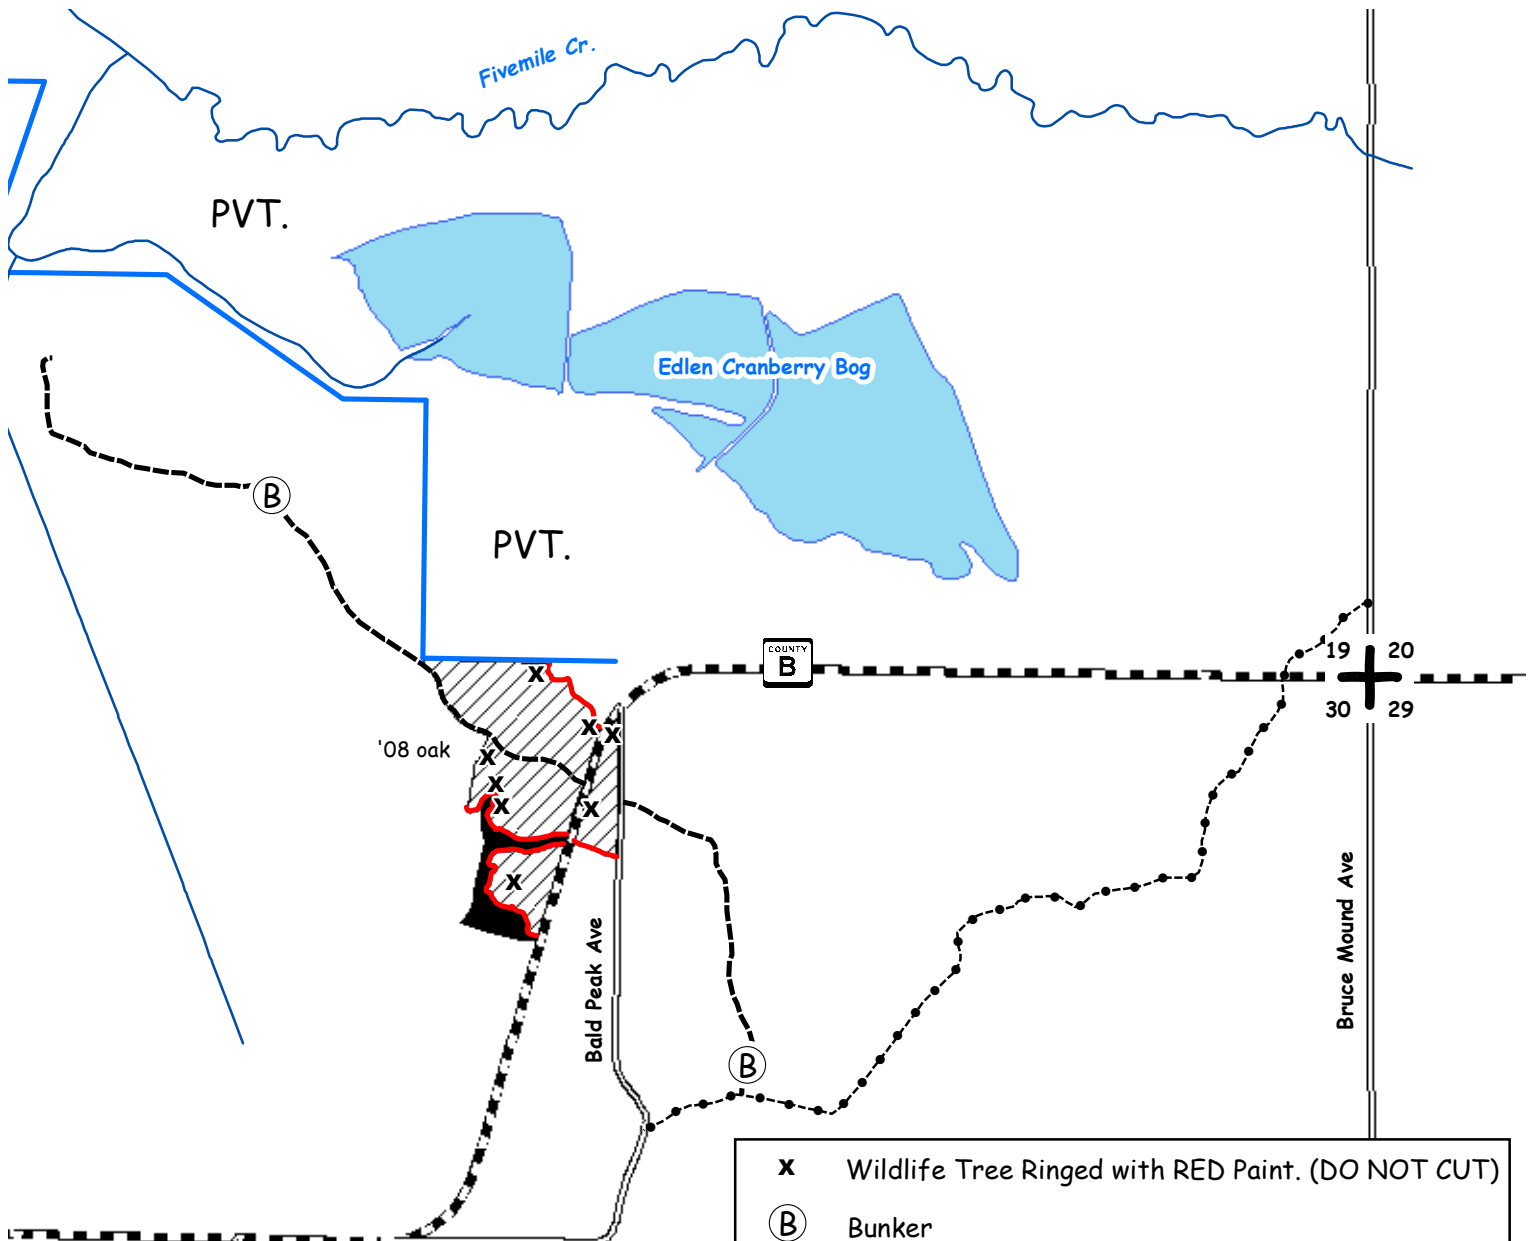 Fivemile Cr.
PVT.
Edlen Cranberry Bog
B
PVT.
COUNTY
B
19 20
30 29
'08 oak
x
x
x
x
x
x
x
x
Bald Peak Ave
Bruce Mound Ave
B
x Wildlife Tree Ringed with RED Paint. (DO NOT CUT)
B Bunker